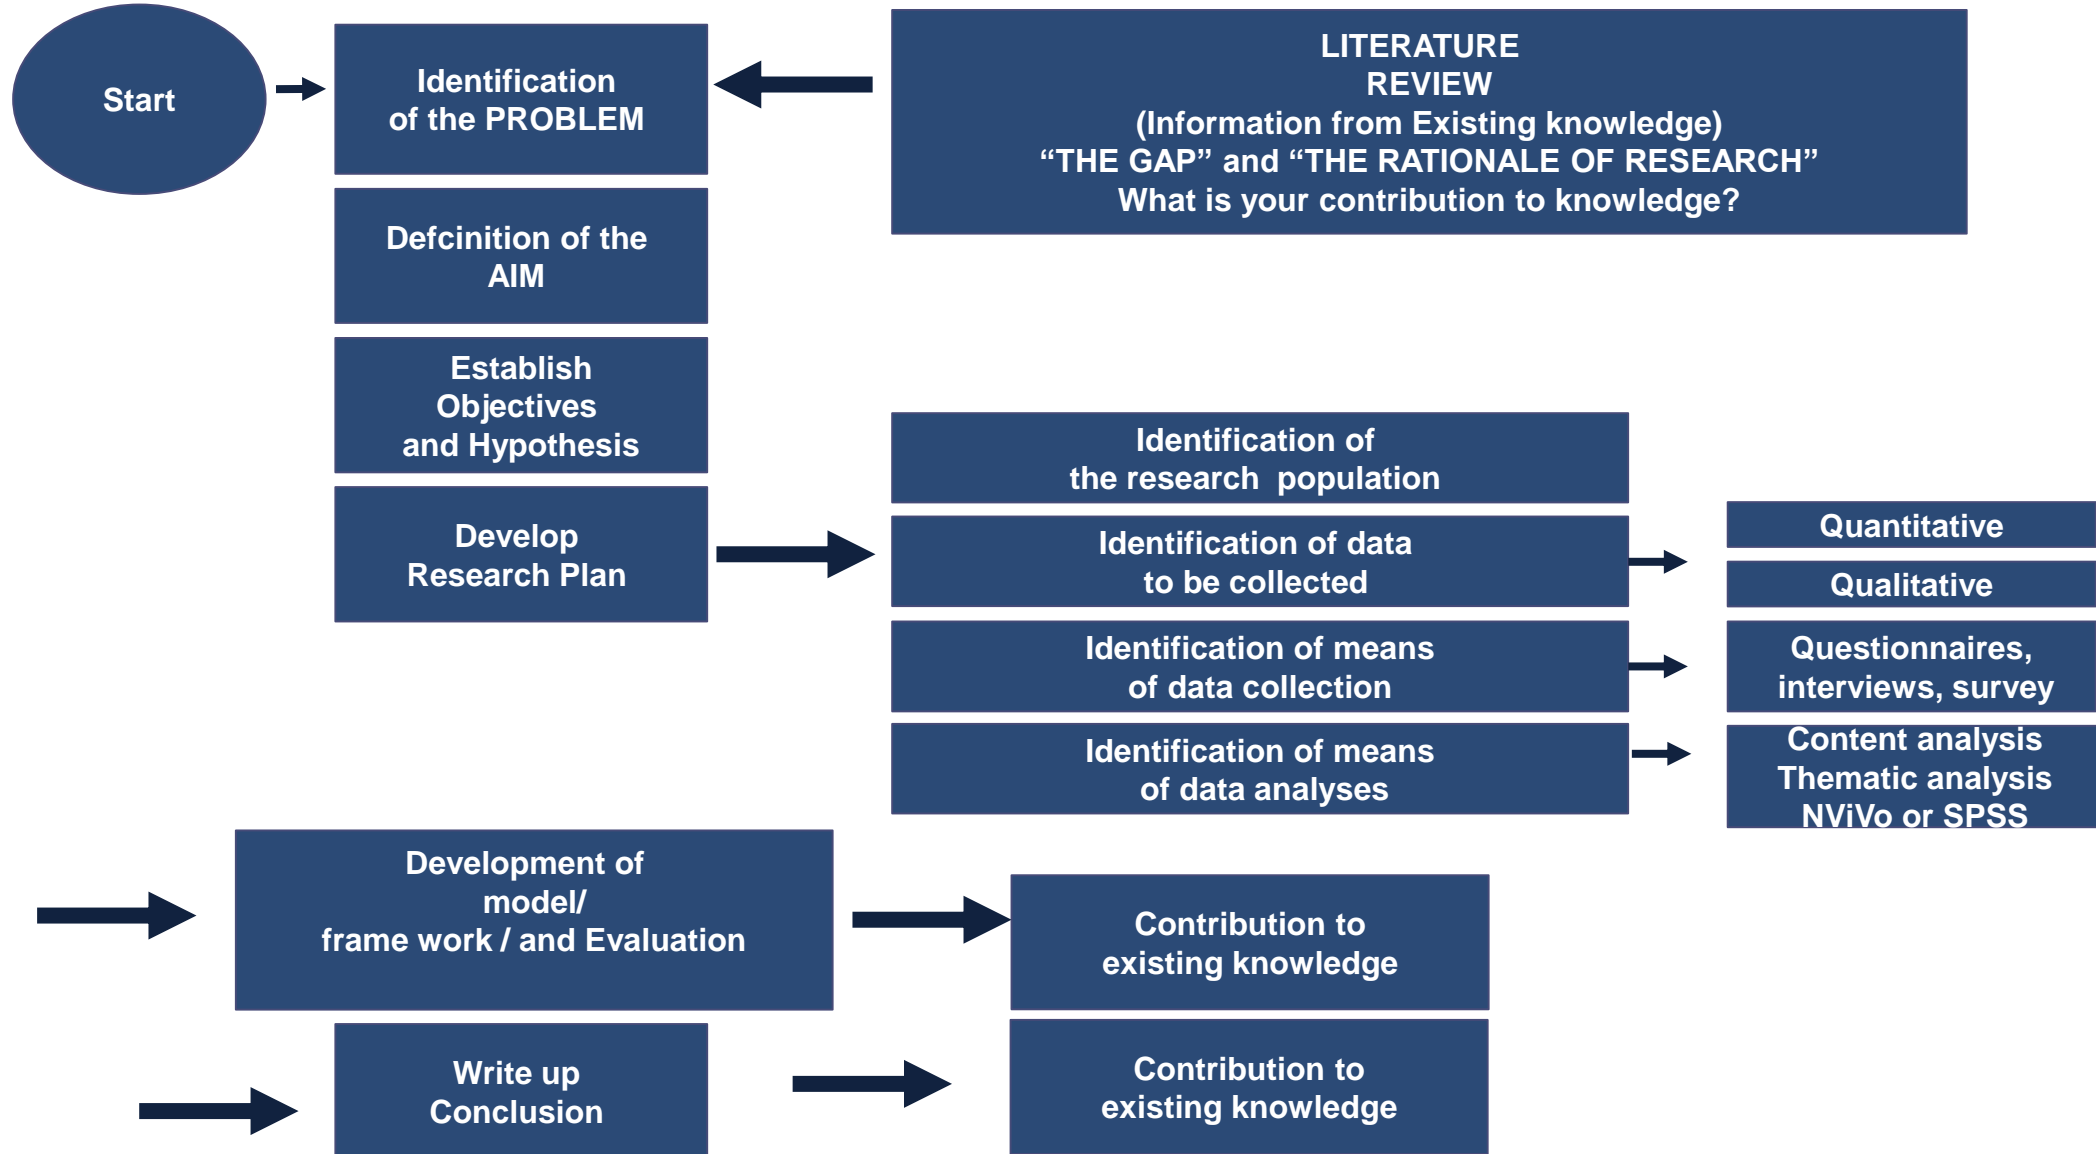 Start
Identification
of the PROBLEM
LITERATURE
REVIEW
(Information from Existing knowledge)
“THE GAP” and “THE RATIONALE OF RESEARCH”
What is your contribution to knowledge?
Defcinition of the
AIM
Establish
Objectives
and Hypothesis
Develop
Research Plan
Identification of
the research  population
Identification of data
to be collected
Quantitative
Qualitative
Identification of means
of data collection
Questionnaires,
interviews, survey
Identification of means
of data analyses
Content analysis
Thematic analysis
NViVo or SPSS
Development of
model/
frame work / and Evaluation
Contribution to
existing knowledge
Write up
Conclusion
Contribution to
existing knowledge